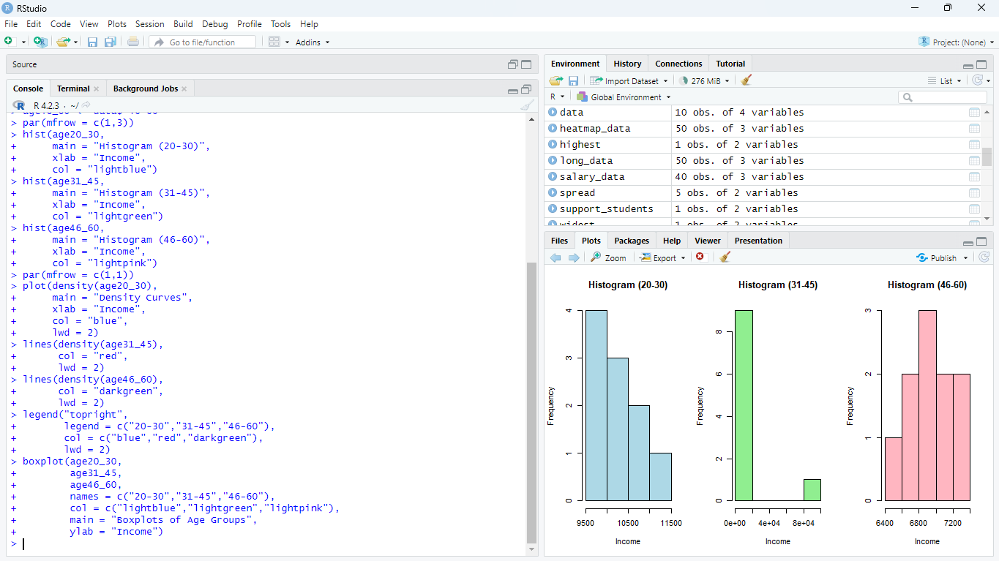 RStudio
File Edit Code View Plots Session Build Debug Profile Tools Help
Go to file/function Addins Project: (None)
Source
Console Terminal Background Jobs
R 4.2.3 · ~/
> par(mfrow = c(1,3))
> hist(age20_30,
+ main = "Histogram (20-30)",
+ xlab = "Income",
+ col = "lightblue")
> hist(age31_45,
+ main = "Histogram (31-45)",
+ xlab = "Income",
+ col = "lightgreen")
> hist(age46_60,
+ main = "Histogram (46-60)",
+ xlab = "Income",
+ col = "lightpink")
> par(mfrow = c(1,1))
> plot(density(age20_30),
+ main = "Density Curves",
+ xlab = "Income",
+ col = "blue",
+ lwd = 2)
> lines(density(age31_45),
+ col = "red",
+ lwd = 2)
> lines(density(age46_60),
+ col = "darkgreen",
+ lwd = 2)
> legend("topright",
+ legend = c("20-30","31-45","46-60"),
+ col = c("blue","red","darkgreen"),
+ lwd = 2)
> boxplot(age20_30,
+ age31_45,
+ age46_60,
+ names = c("20-30","31-45","46-60"),
+ col = c("lightblue","lightgreen","lightpink"),
+ main = "Boxplots of Age Groups",
+ ylab = "Income")
>
Environment History Connections Tutorial
Import Dataset 276 MiB List
R Global Environment
data 10 obs. of 4 variables
heatmap_data 50 obs. of 3 variables
highest 1 obs. of 2 variables
long_data 50 obs. of 3 variables
salary_data 40 obs. of 3 variables
spread 5 obs. of 2 variables
support_students 1 obs. of 2 variables
widest 1 obs. of 2 variables
Files Plots Packages Help Viewer Presentation
Zoom Export Publish
Histogram (20-30)
Frequency
4
3
2
1
0
9500 10500 11500
Income
Histogram (31-45)
Frequency
8
6
4
2
0
0e+00 4e+04 8e+04
Income
Histogram (46-60)
Frequency
3
2
1
0
6400 6800 7200
Income